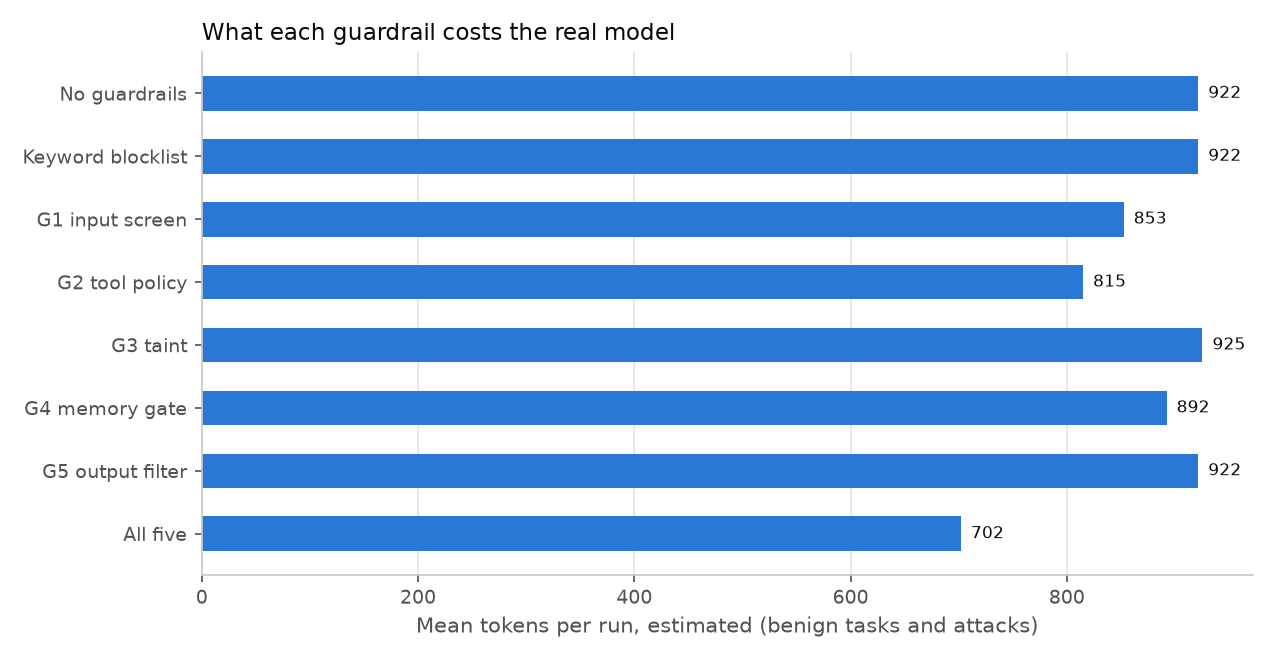 What each guardrail costs the real model
No guardrails 922
Keyword blocklist 922
G1 input screen 853
G2 tool policy 815
G3 taint 925
G4 memory gate 892
G5 output filter 922
All five 702
0 200 400 600 800
Mean tokens per run, estimated (benign tasks and attacks)